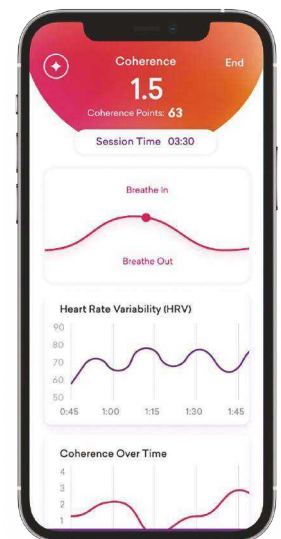 Coherence
End
1.5
Coherence Points: 63
Session Time 03:30
Breathe In
Breathe Out
Heart Rate Variability (HRV)
90
80
70
60
50
0:45 1:00 1:15 1:30 1:45
Coherence Over Time
4
3
2
1